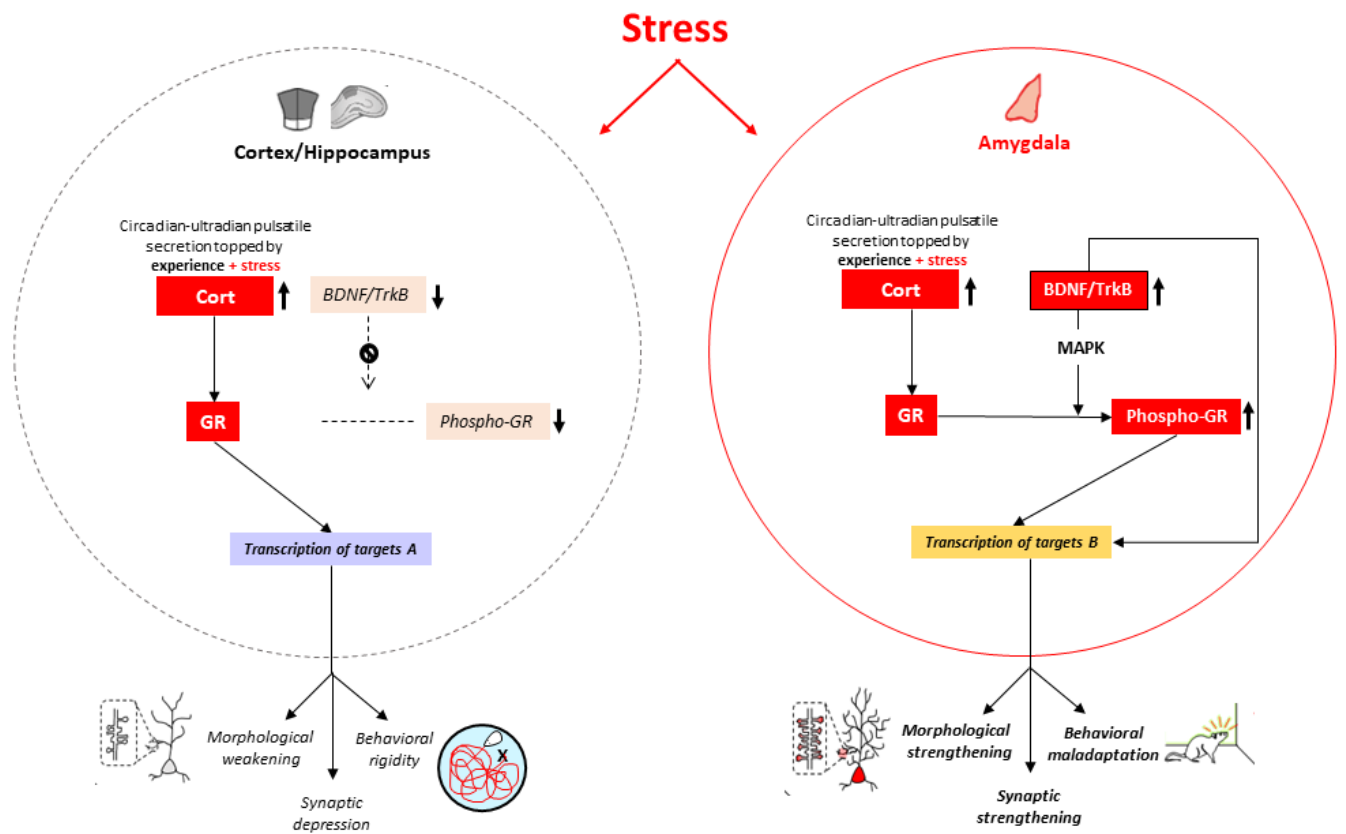 Stress
Cortex/Hippocampus
Circadian-ultradian pulsatile
secretion topped by
experience + stress
Cort
BDNF/TrkB
GR
Phospho-GR
Transcription of targets A
Morphological
weakening
Synaptic
depression
Behavioral
rigidity
X
Amygdala
Circadian-ultradian pulsatile
secretion topped by
experience + stress
Cort
BDNF/TrkB
MAPK
GR
Phospho-GR
Transcription of targets B
Morphological
strengthening
Synaptic
strengthening
Behavioral
maladaptation